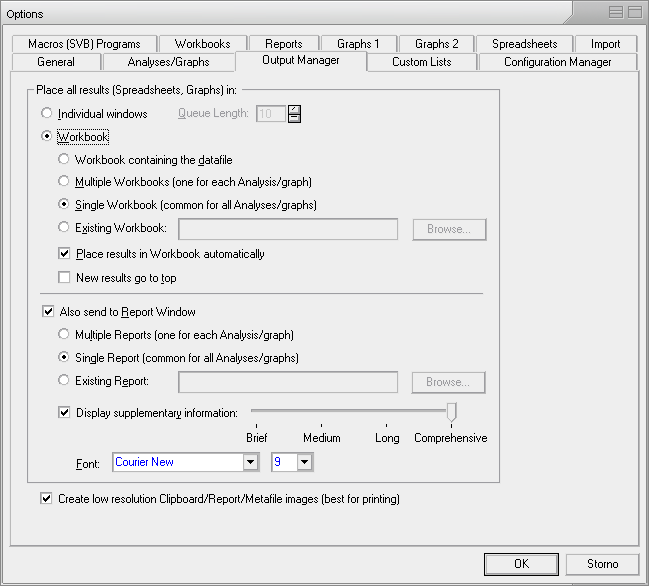 Options
Macros (SVB) Programs Workbooks Reports Graphs 1 Graphs 2 Spreadsheets Import
General Analyses/Graphs Output Manager Custom Lists Configuration Manager
Place all results (Spreadsheets, Graphs) in:
Individual windows Queue Length: 10
Workbook
Workbook containing the datafile
Multiple Workbooks (one for each Analysis/graph)
Single Workbook (common for all Analyses/graphs)
Existing Workbook: Browse...
Place results in Workbook automatically
New results go to top
Also send to Report Window
Multiple Reports (one for each Analysis/graph)
Single Report (common for all Analyses/graphs)
Existing Report: Browse...
Display supplementary information:
Brief Medium Long Comprehensive
Font: Courier New 9
Create low resolution Clipboard/Report/Metafile images (best for printing)
OK Storno